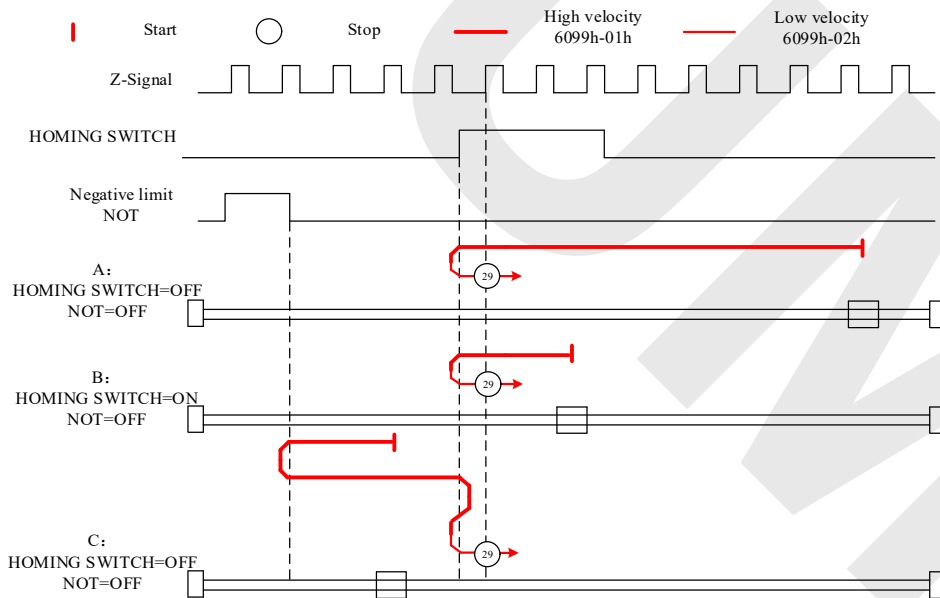 Start
Stop
High velocity
6099h-01h
Low velocity
6099h-02h
Z-Signal
HOMING SWITCH
Negative limit
NOT
A：
HOMING SWITCH=OFF
NOT=OFF
29
B：
HOMING SWITCH=ON
NOT=OFF
29
C：
HOMING SWITCH=OFF
NOT=OFF
29